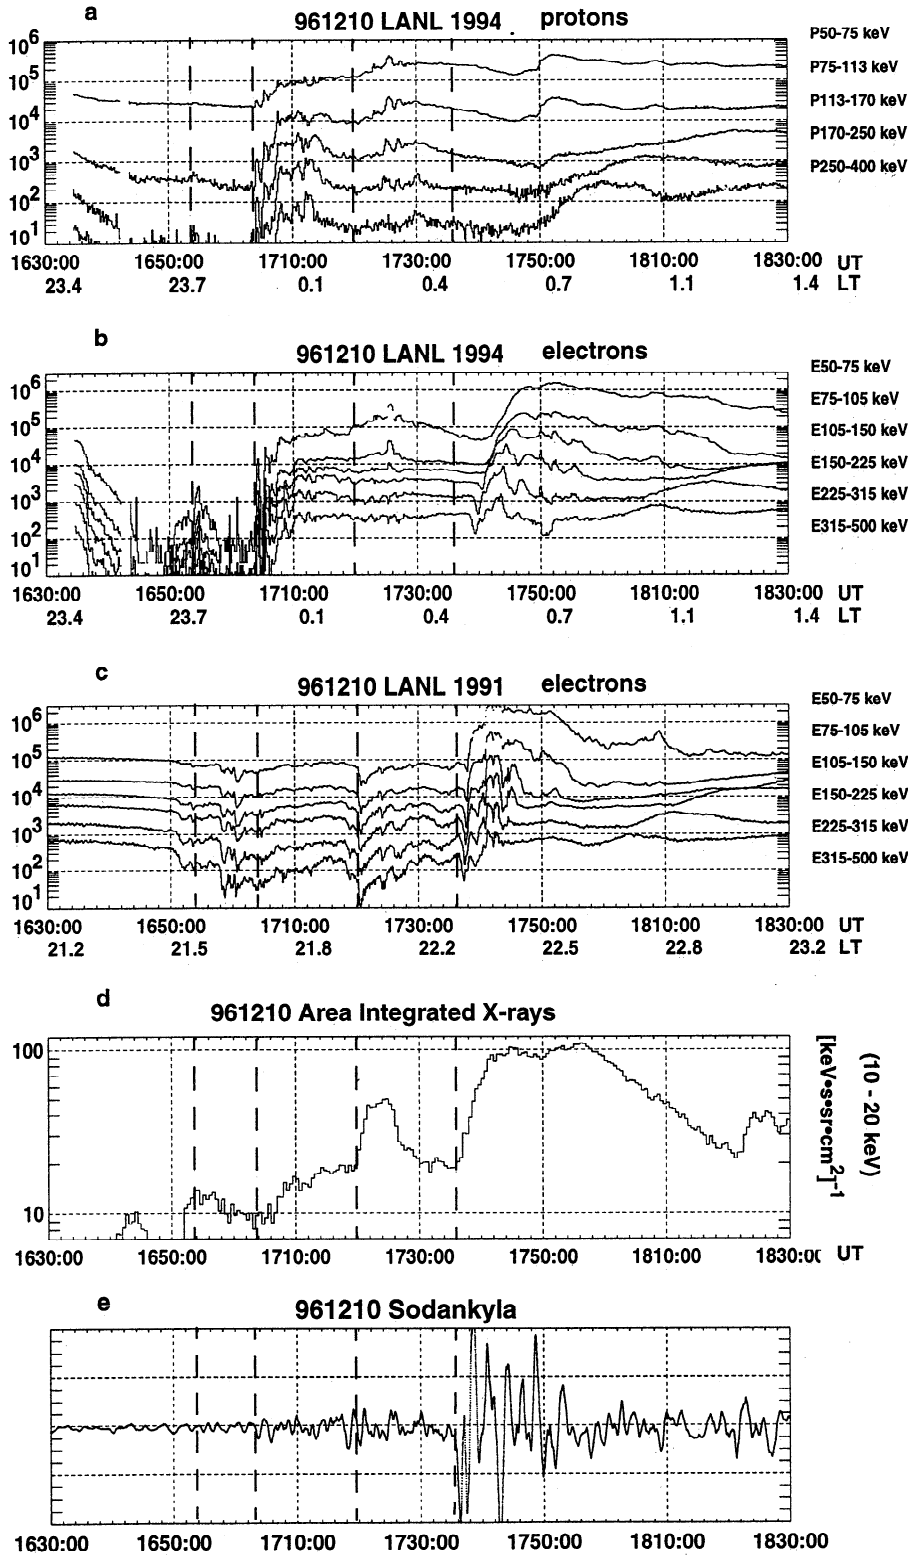 a
961210 LANL 1994 protons
P50-75 keV
P75-113 keV
P113-170 keV
P170-250 keV
P250-400 keV
10^6
10^5
10^4
10^3
10^2
10^1
1630:00 1650:00 1710:00 1730:00 1750:00 1810:00 1830:00 UT
23.4 23.7 0.1 0.4 0.7 1.1 1.4 LT
b
961210 LANL 1994 electrons
E50-75 keV
E75-105 keV
E105-150 keV
E150-225 keV
E225-315 keV
E315-500 keV
10^6
10^5
10^4
10^3
10^2
10^1
1630:00 1650:00 1710:00 1730:00 1750:00 1810:00 1830:00 UT
23.4 23.7 0.1 0.4 0.7 1.1 1.4 LT
c
961210 LANL 1991 electrons
E50-75 keV
E75-105 keV
E105-150 keV
E150-225 keV
E225-315 keV
E315-500 keV
10^6
10^5
10^4
10^3
10^2
10^1
1630:00 1650:00 1710:00 1730:00 1750:00 1810:00 1830:00 UT
21.2 21.5 21.8 22.2 22.5 22.8 23.2 LT
d
961210 Area Integrated X-rays
100
10
(10 - 20 keV)
[keV•s•sr•cm^2]^-1
1630:00 1650:00 1710:00 1730:00 1750:00 1810:00 1830:0( UT
e
961210 Sodankyla
1630:00 1650:00 1710:00 1730:00 1750:00 1810:00 1830:00